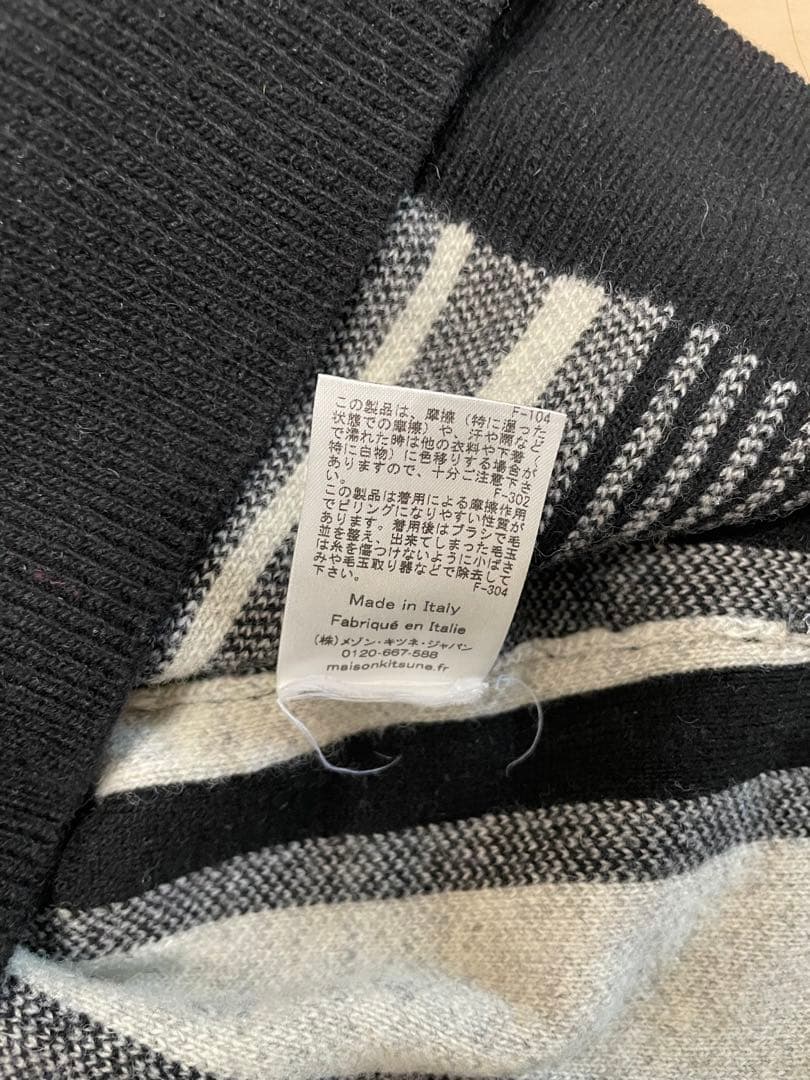 F-104
この製品は、摩擦（特に湿った
状態での摩擦）や、汗や雨など
で濡れた時は他の衣料や下着（
特に白物）に色移りする場合が
ありますので、十分ご注意下さ
い。
F-302
この製品は着用による摩擦作用
でピリングになりやすい性質が
あります。着用後はブラシで毛
並を整え、出来てしまった毛玉
は糸を傷つけないように小ばさ
みや毛玉取り器などで除去して
下さい。
F-304
Made in Italy
Fabriqué en Italie
(株)メゾン・キツネ・ジャパン
0120-667-588
maisonkitsune.fr